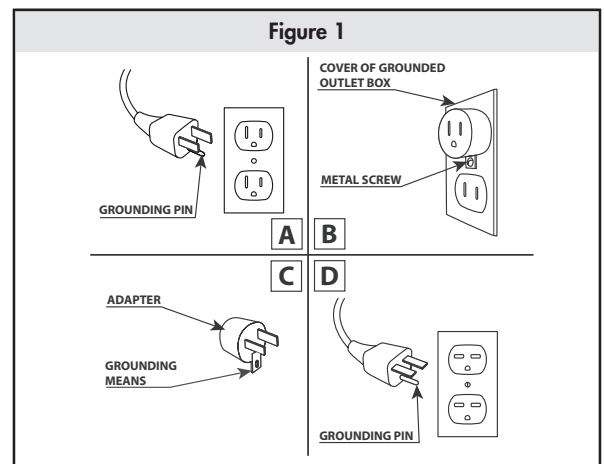 Figure 1
COVER OF GROUNDED
OUTLET BOX
METAL SCREW
GROUNDING PIN
A
B
C
D
ADAPTER
GROUNDING
MEANS
GROUNDING PIN